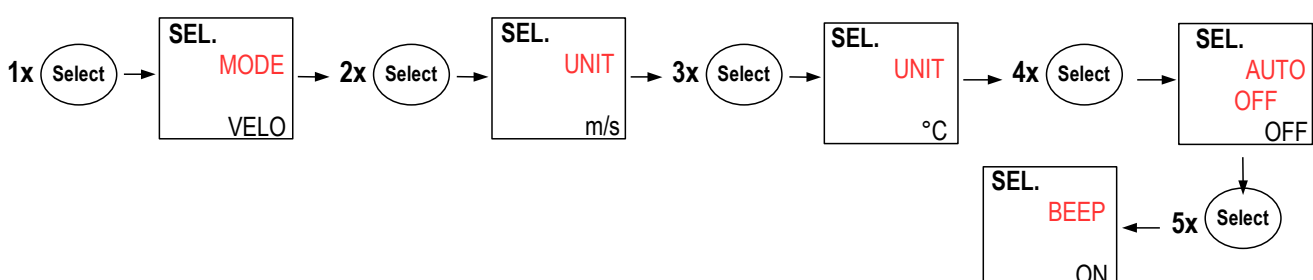 1x Select
SEL.
MODE
VELO
2x Select
SEL.
UNIT
m/s
3x Select
SEL.
UNIT
°C
4x Select
SEL.
AUTO
OFF
OFF
5x Select
SEL.
BEEP
ON